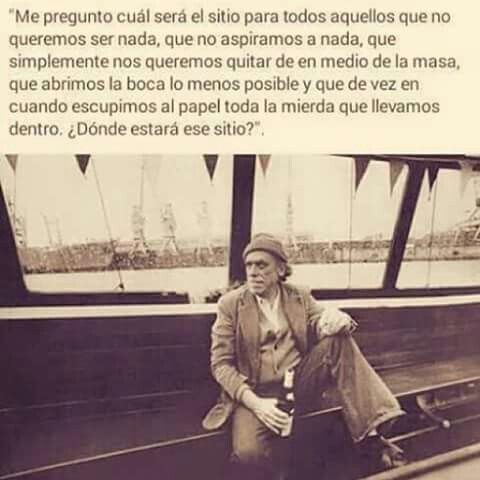 "Me pregunto cuál será el sitio para todos aquellos que no
queremos ser nada, que no aspiramos a nada, que
simplemente nos queremos quitar de en medio de la masa,
que abrimos la boca lo menos posible y que de vez en
cuando escupimos al papel toda la mierda que llevamos
dentro. ¿Dónde estará ese sitio?".